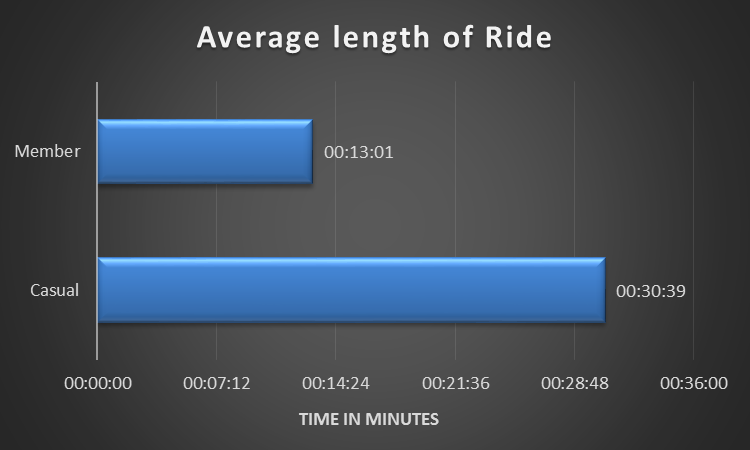 Average length of Ride
Member
00:13:01
Casual
00:30:39
00:00:00 00:07:12 00:14:24 00:21:36 00:28:48 00:36:00
TIME IN MINUTES